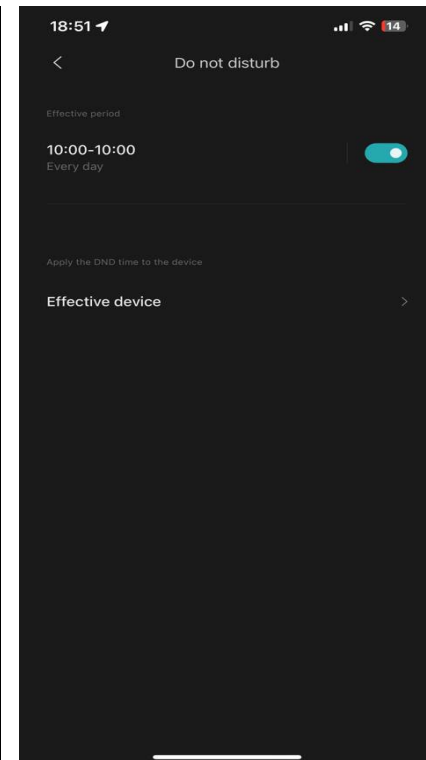 18:51
14
Do not disturb
Effective period
10:00-10:00
Every day
Apply the DND time to the device
Effective device